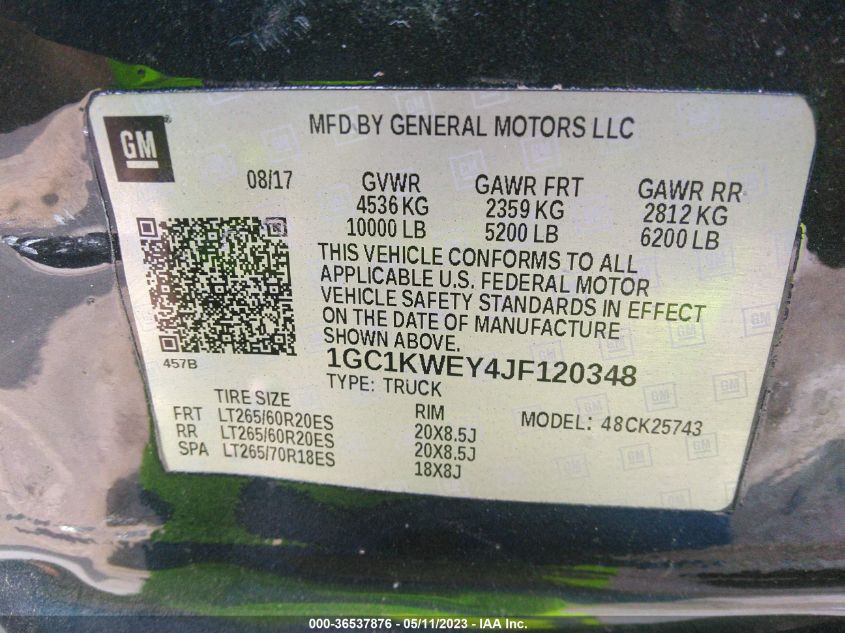 GM
MFD BY GENERAL MOTORS LLC
08/17
GVWR
4536 KG
10000 LB
GAWR FRT
2359 KG
5200 LB
GAWR RR
2812 KG
6200 LB
THIS VEHICLE CONFORMS TO ALL
APPLICABLE U.S. FEDERAL MOTOR
VEHICLE SAFETY STANDARDS IN EFFECT
ON THE DATE OF MANUFACTURE
SHOWN ABOVE.
457B
1GC1KWEY4JF120348
TYPE: TRUCK
TIRE SIZE RIM
FRT LT265/60R20ES 20X8.5J
RR LT265/60R20ES 20X8.5J
SPA LT265/70R18ES 18X8J
MODEL: 48CK25743
000-36537876 - 05/11/2023 - IAA Inc.